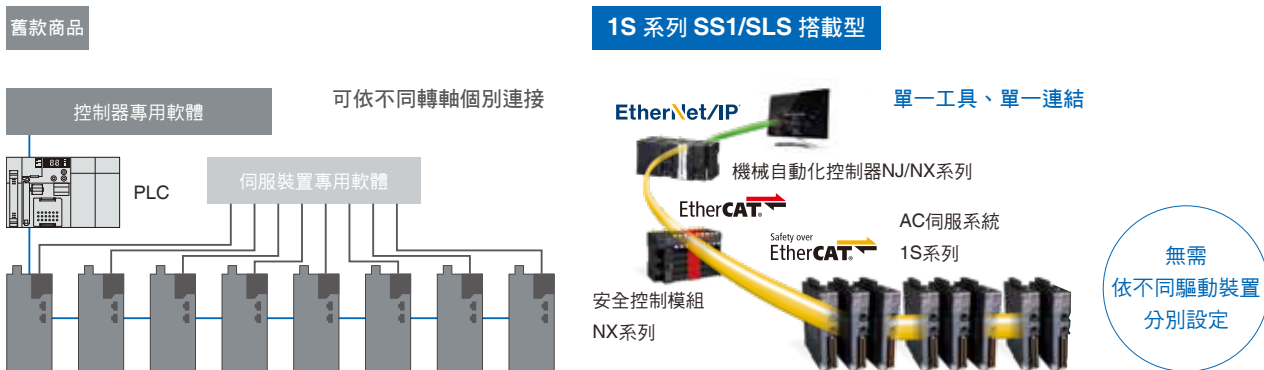 舊款商品
控制器專用軟體
可依不同轉軸個別連接
PLC
伺服裝置專用軟體
1S 系列 SS1/SLS 搭載型
EtherNet/IP
單一工具、單一連結
機械自動化控制器NJ/NX系列
EtherCAT®
Safety over
EtherCAT®
AC伺服系統
1S系列
安全控制模組
NX系列
無需
依不同驅動裝置
分別設定